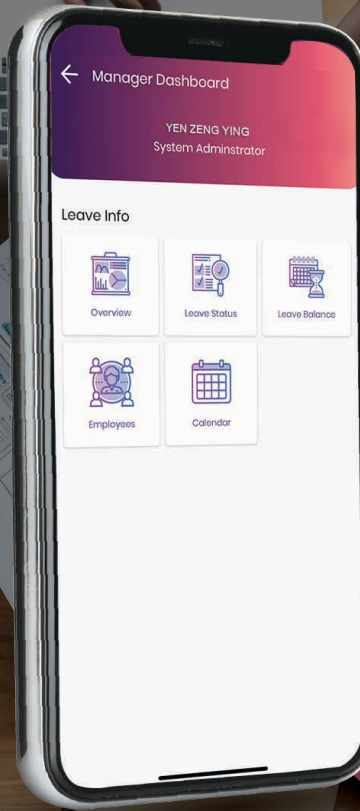 Manager Dashboard
YEN ZENG YING
System Adminstrator
Leave Info
Overview
Leave Status
Leave Balance
Employees
Calendar